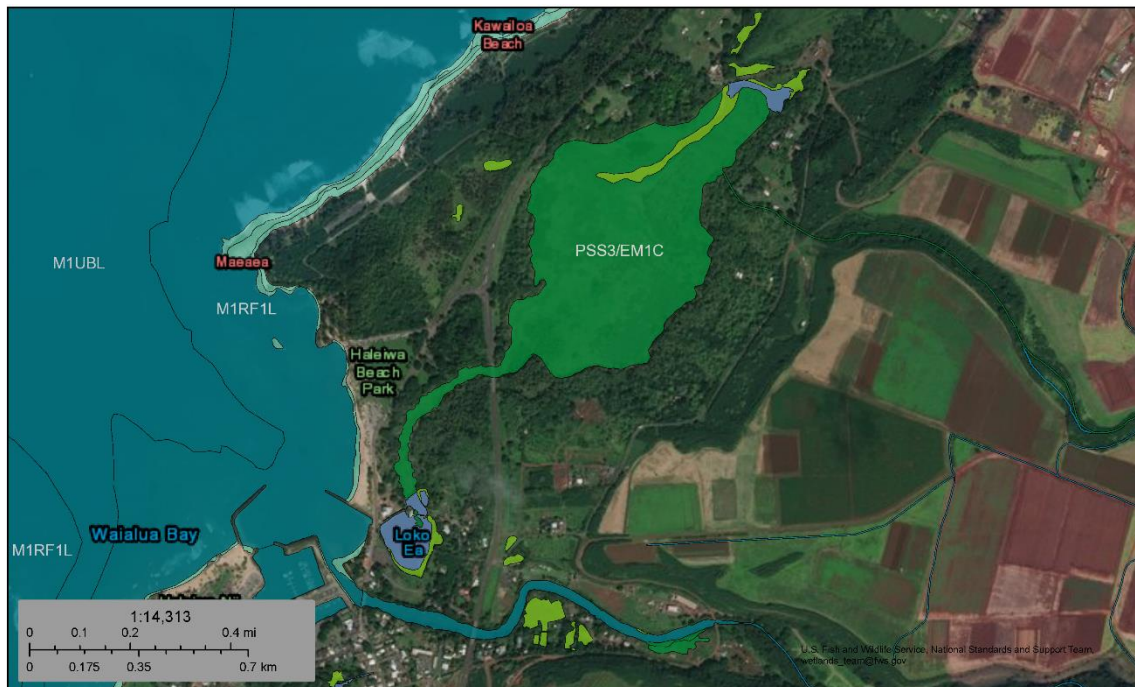 Kawailoa
Beach
PSS3/EM1C
M1UBL
Maeaea
M1RF1L
Haleiwa
Beach
Park
Waialua Bay
Loko
Ea
M1RF1L
1:14,313
0 0.1 0.2 0.4 mi
0 0.175 0.35 0.7 km
U.S. Fish and Wildlife Service, National Standards and Support Team,
wetlands_team@fws.gov